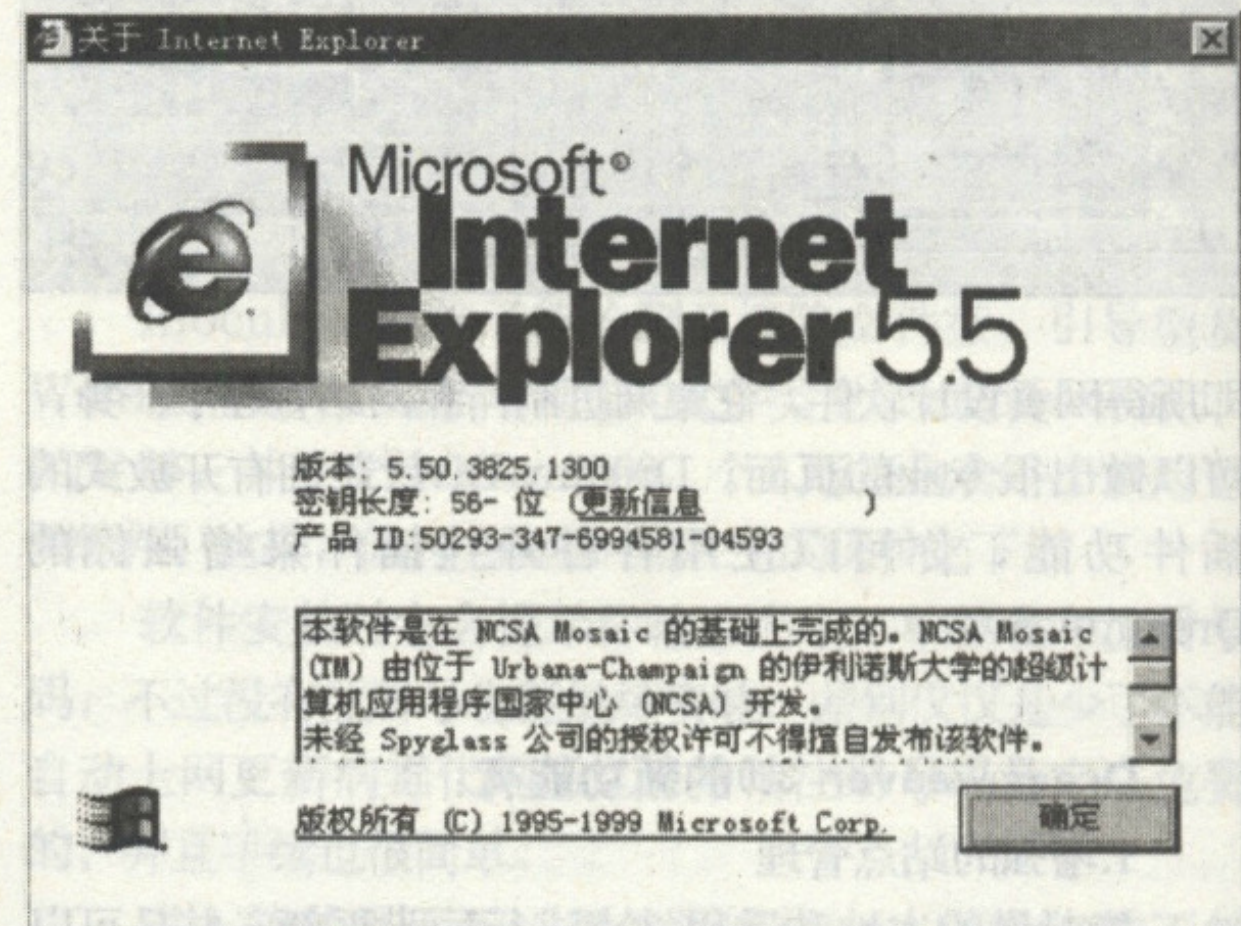 关于 Internet Explorer
Microsoft®
Internet
Explorer 5.5
版本: 5.50.3825.1300
密钥长度: 56- 位 (更新信息 )
产品 ID:50293-347-6994581-04593
本软件是在 NCSA Mosaic 的基础上完成的。NCSA Mosaic
(TM) 由位于 Urbana-Champaign 的伊利诺斯大学的超级计
算机应用程序国家中心 (NCSA) 开发。
未经 Spyglass 公司的授权许可不得擅自发布该软件。
版权所有 (C) 1995-1999 Microsoft Corp.
确定